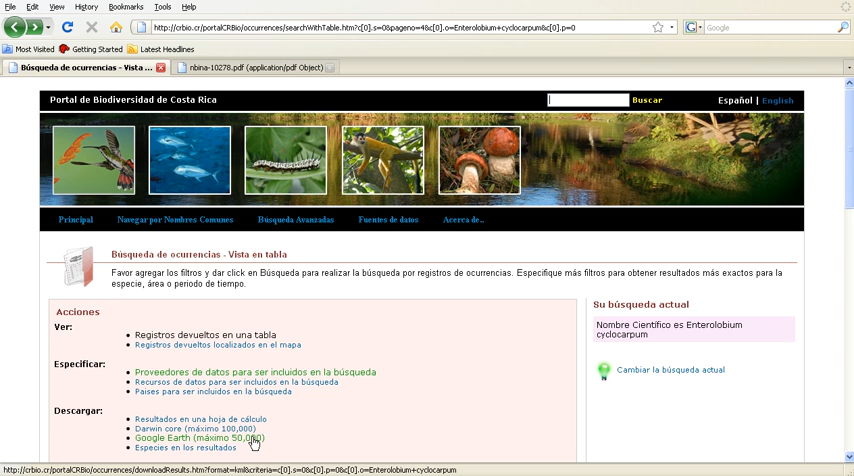 File Edit View History Bookmarks Tools Help
http://crbio.cr/portalCRBio/occurrences/searchWithTable.htm?c[0].s=0&pageno=4&c[0].o=Enterolobium+cyclocarpum&c[0].p=0
Google
Most Visited Getting Started Latest Headlines
Búsqueda de ocurrencias - Vista ... nbina-10278.pdf (application/pdf Object)
Portal de Biodiversidad de Costa Rica Buscar Español | English
Principal Navegar por Nombres Comunes Búsqueda Avanzadas Fuentes de datos Acerca de..
Búsqueda de ocurrencias - Vista en tabla
Favor agregar los filtros y dar click en Búsqueda para realizar la búsqueda por registros de ocurrencias. Especifique más filtros para obtener resultados más exactos para la
especie, área o periodo de tiempo.
Acciones
Ver:
Registros devueltos en una tabla
Registros devueltos localizados en el mapa
Especificar:
Proveedores de datos para ser incluidos en la búsqueda
Recursos de datos para ser incluidos en la búsqueda
Paises para ser incluidos en la búsqueda
Descargar:
Resultados en una hoja de cálculo
Darwin core (máximo 100,000)
Google Earth (máximo 50,000)
Especies en los resultados
Su búsqueda actual
Nombre Científico es Enterolobium
cyclocarpum
Cambiar la búsqueda actual
http://crbio.cr/portalCRBio/occurrences/downloadResults.htm?format=kml&criteria=c[0].s=0&c[0].p=0&c[0].o=Enterolobium+cyclocarpum